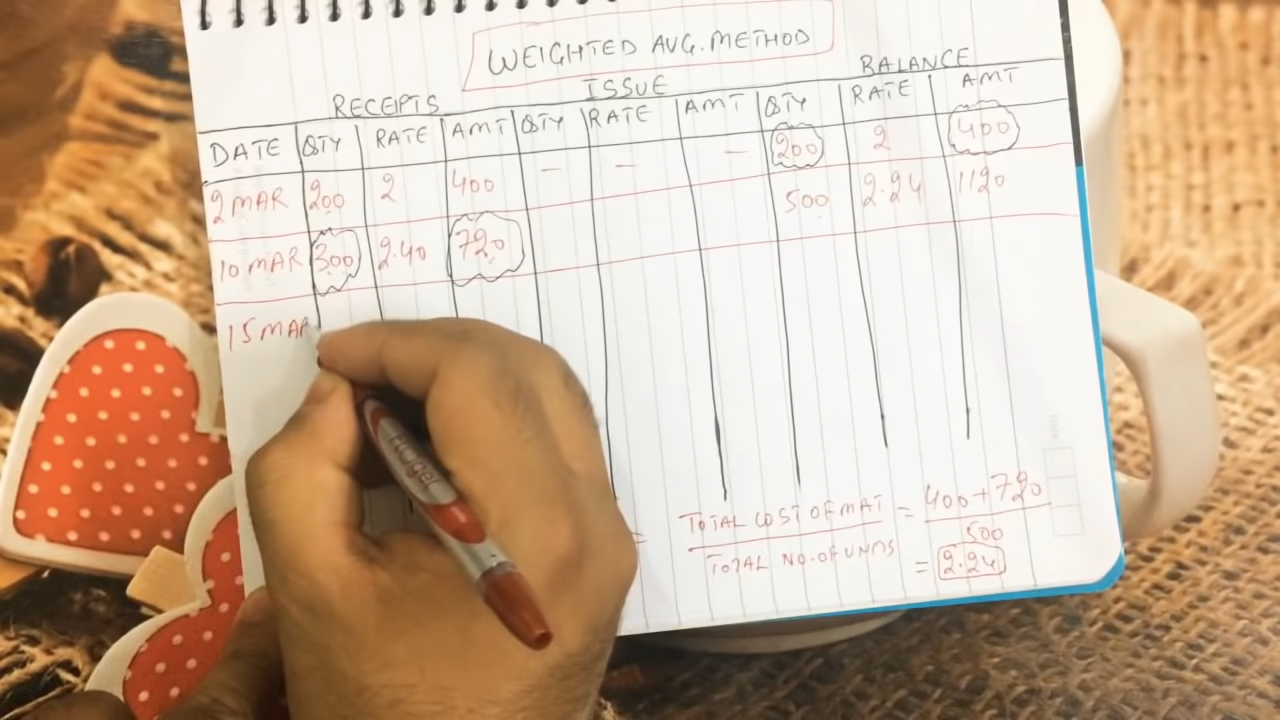 WEIGHTED AVG. METHOD
RECEIPTS ISSUE BALANCE
DATE QTY RATE AMT QTY RATE AMT QTY RATE AMT
2 MAR 200 2 400 - - - 200 2 400
10 MAR 300 2.40 720 500 2.24 1120
15 MAR
TOTAL COST OF MAT = 400+720
TOTAL NO. OF UNITS 500
= 2.24
Flair